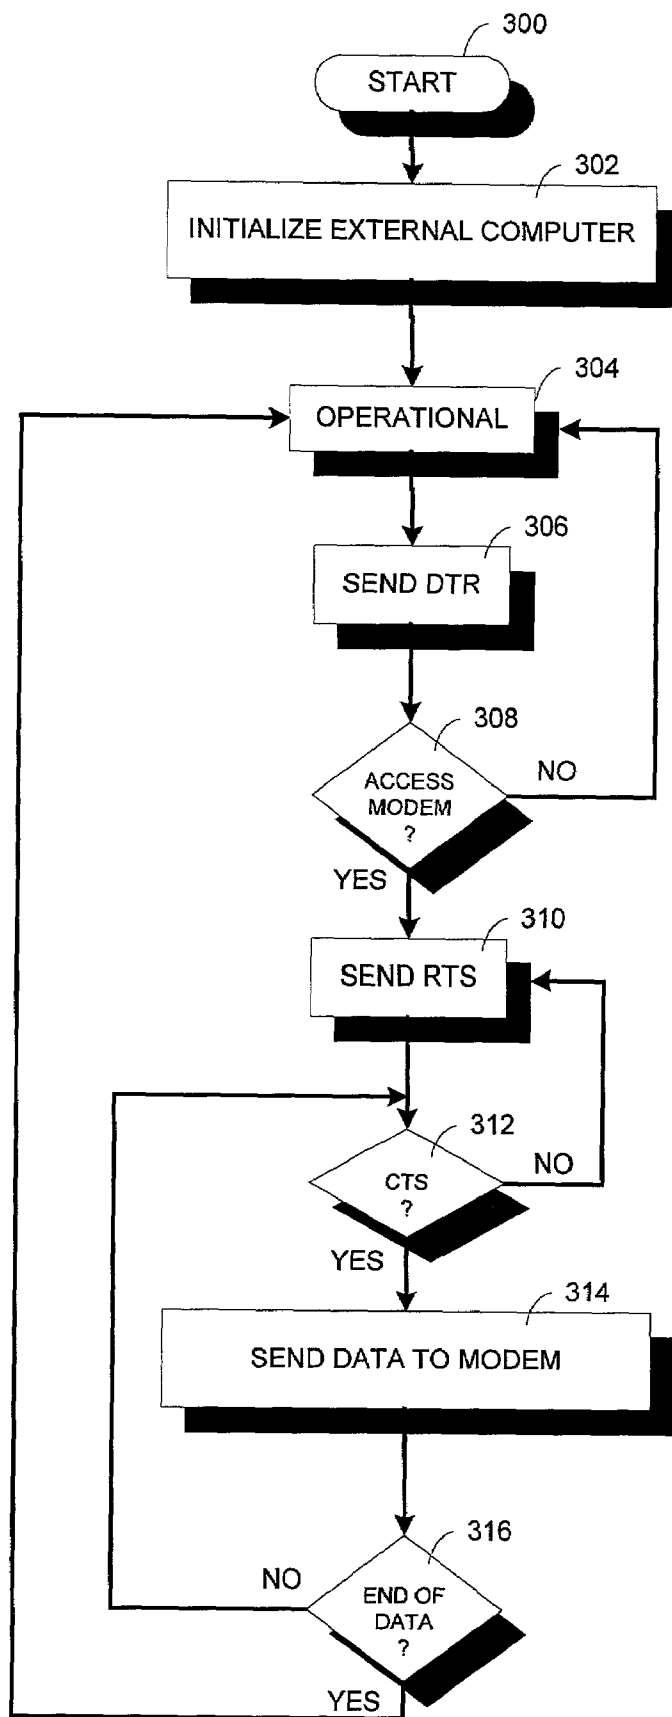 300
START
302
INITIALIZE EXTERNAL COMPUTER
304
OPERATIONAL
306
SEND DTR
308
ACCESS
MODEM
?
NO
YES
310
SEND RTS
312
CTS
?
NO
YES
314
SEND DATA TO MODEM
316
NO
END OF
DATA
?
YES